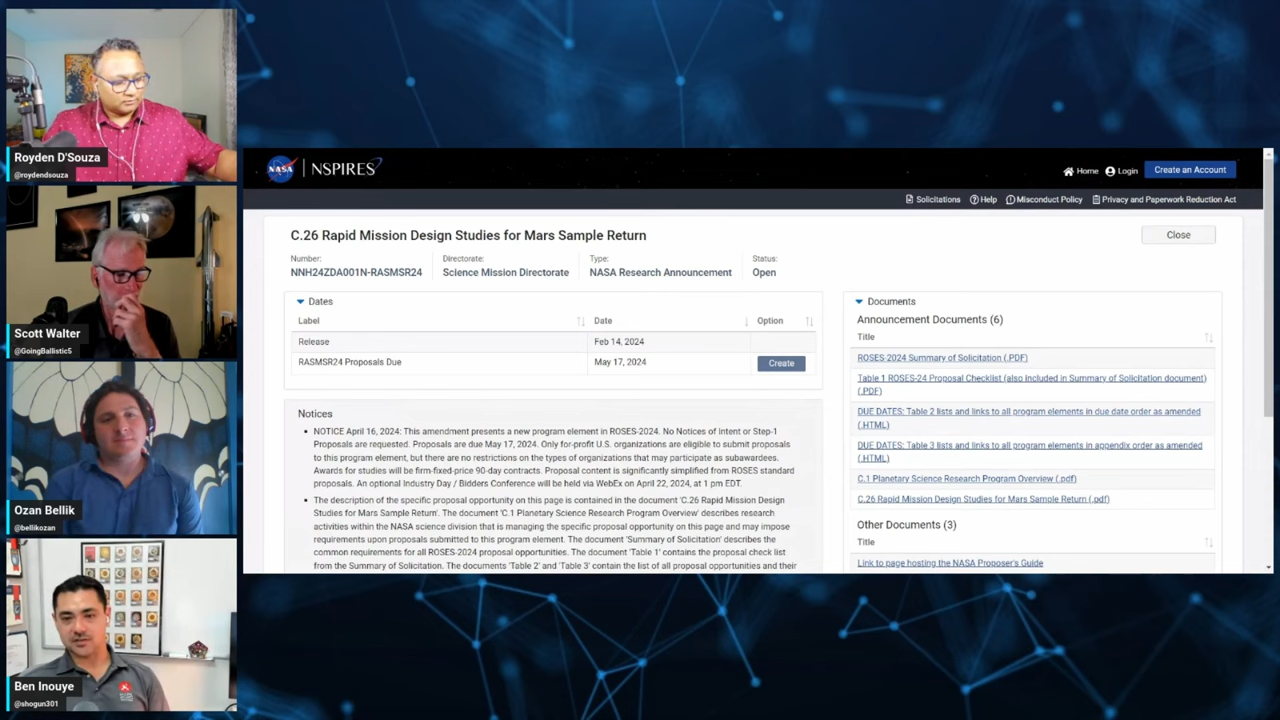 Royden D'Souza
@roydendsouza
Scott Walter
@GoingBallistic5
Ozan Bellik
@bellikozan
Ben Inouye
@shogun301
NASA NSPIRES
Home Login Create an Account
Solicitations Help Misconduct Policy Privacy and Paperwork Reduction Act
C.26 Rapid Mission Design Studies for Mars Sample Return
Close
Number: Directorate: Type: Status:
NNH24ZDA001N-RASMSR24 Science Mission Directorate NASA Research Announcement Open
Dates
Label Date Option
Release Feb 14, 2024
RASMSR24 Proposals Due May 17, 2024 Create
Notices
NOTICE April 16, 2024: This amendment presents a new program element in ROSES-2024. No Notices of Intent or Step-1
Proposals are requested. Proposals are due May 17, 2024. Only for-profit U.S. organizations are eligible to submit proposals
to this program element, but there are no restrictions on the types of organizations that may participate as subawardees.
Awards for studies will be firm-fixed-price 90-day contracts. Proposal content is significantly simplified from ROSES standard
proposals. An optional Industry Day / Bidders Conference will be held via WebEx on April 22, 2024, at 1 pm EDT.
The description of the specific proposal opportunity on this page is contained in the document 'C.26 Rapid Mission Design
Studies for Mars Sample Return'. The document 'C.1 Planetary Science Research Program Overview' describes research
activities within the NASA science division that is managing the specific proposal opportunity on this page and may impose
requirements upon proposals submitted to this program element. The document 'Summary of Solicitation' describes the
common requirements for all ROSES-2024 proposal opportunities. The document 'Table 1' contains the proposal check list
from the Summary of Solicitation. The documents 'Table 2' and 'Table 3' contain the list of all proposal opportunities and their
Documents
Announcement Documents (6)
Title
ROSES-2024 Summary of Solicitation (.PDF)
Table 1 ROSES-24 Proposal Checklist (also included in Summary of Solicitation document)
(.PDF)
DUE DATES: Table 2 lists and links to all program elements in due date order as amended
(.HTML)
DUE DATES: Table 3 lists and links to all program elements in appendix order as amended
(.HTML)
C.1 Planetary Science Research Program Overview (.pdf)
C.26 Rapid Mission Design Studies for Mars Sample Return (.pdf)
Other Documents (3)
Title
Link to page hosting the NASA Proposer's Guide